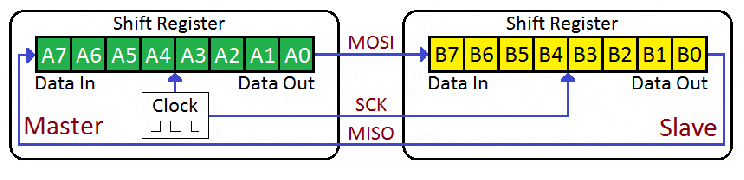 Shift Register
A7 A6 A5 A4 A3 A2 A1 A0
Data In Data Out
Clock
Master
MOSI
SCK
MISO
Shift Register
B7 B6 B5 B4 B3 B2 B1 B0
Data In Data Out
Slave